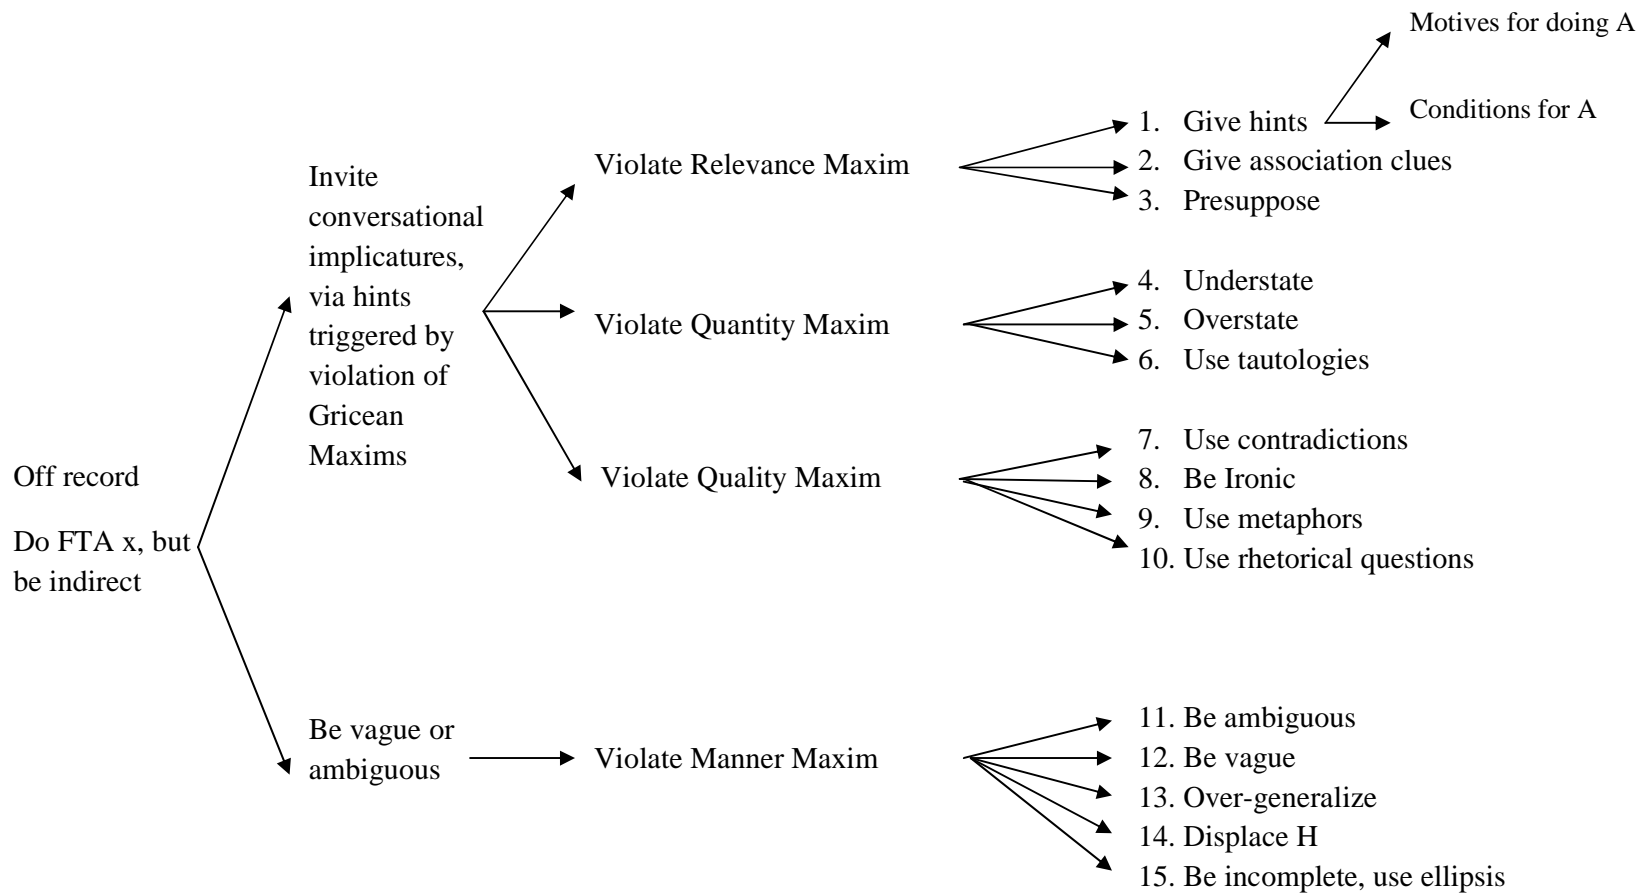 Motives for doing A
Conditions for A
1. Give hints
2. Give association clues
3. Presuppose
Violate Relevance Maxim
Invite
conversational
implicatures,
via hints
triggered by
violation of
Gricean
Maxims
4. Understate
5. Overstate
6. Use tautologies
Violate Quantity Maxim
7. Use contradictions
8. Be Ironic
9. Use metaphors
10. Use rhetorical questions
Violate Quality Maxim
Off record
Do FTA x, but
be indirect
Be vague or
ambiguous
Violate Manner Maxim
11. Be ambiguous
12. Be vague
13. Over-generalize
14. Displace H
15. Be incomplete, use ellipsis